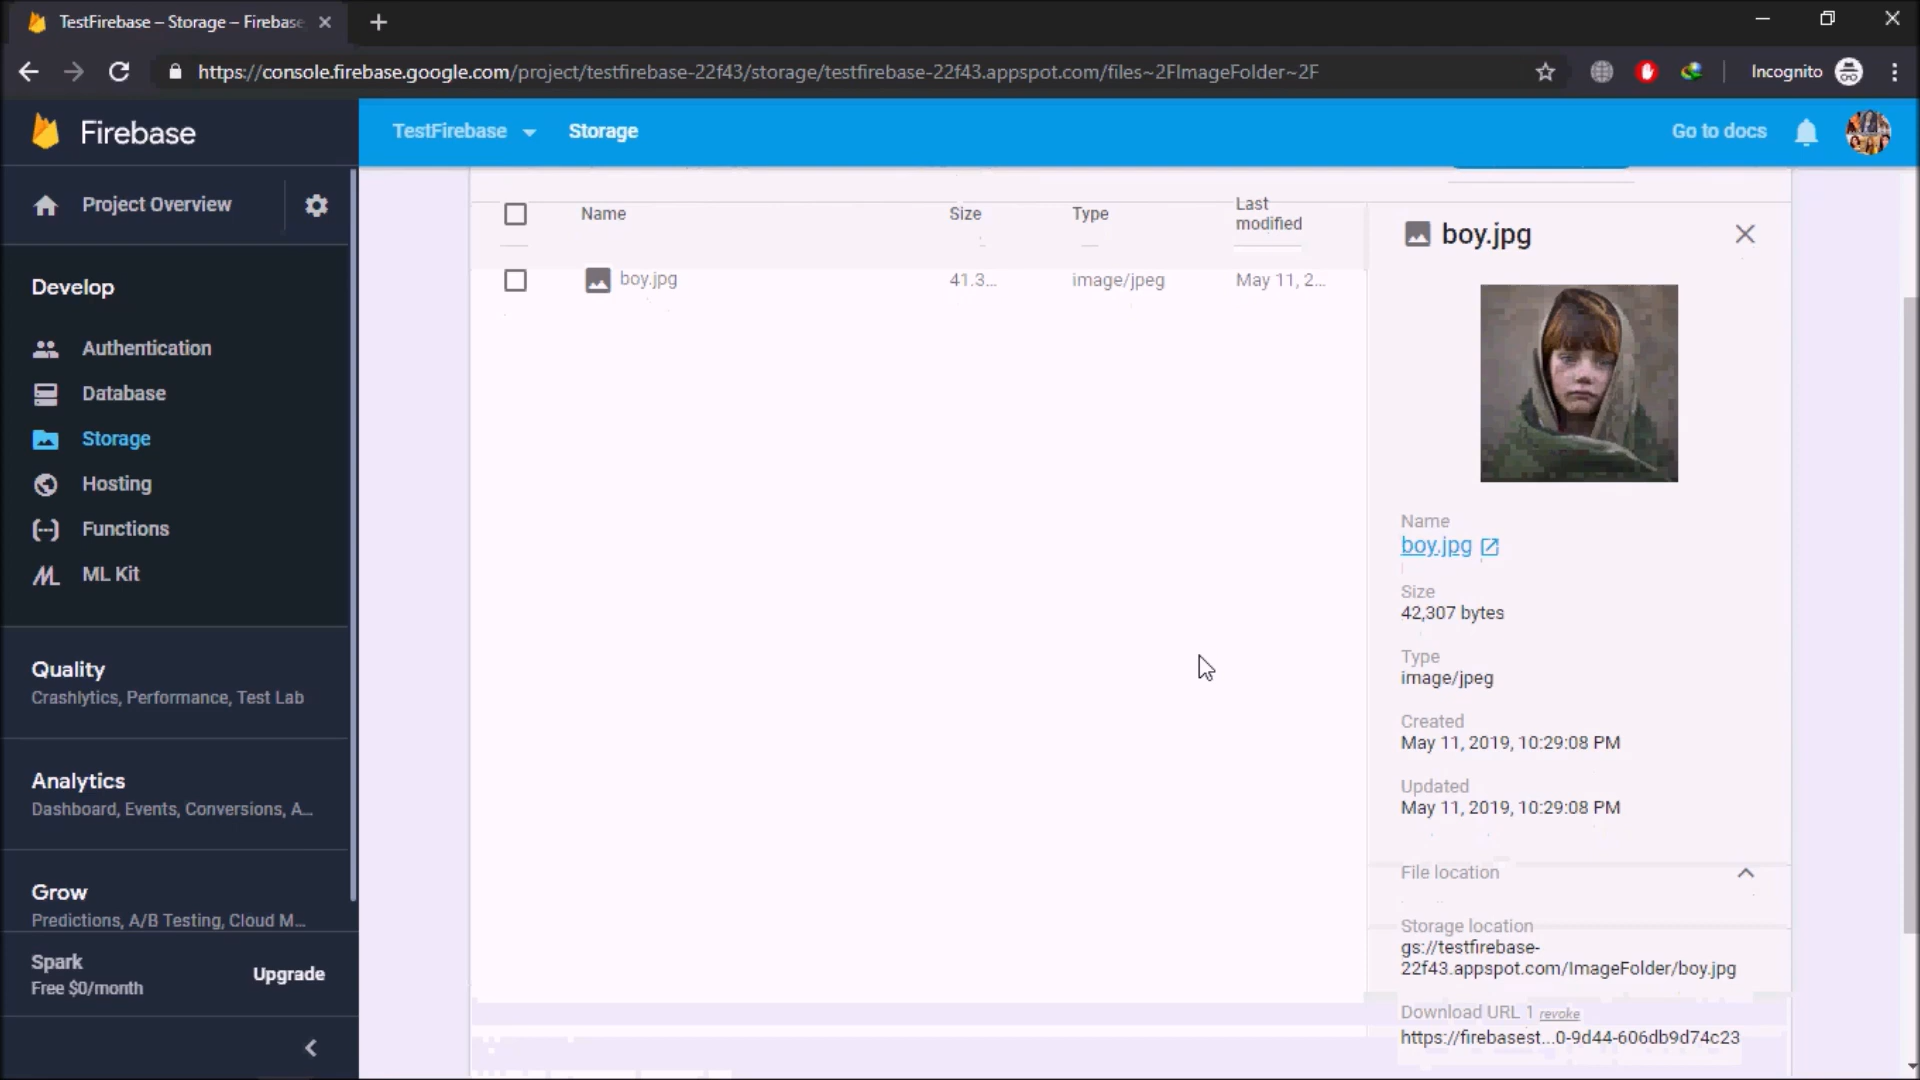 TestFirebase – Storage – Firebase
https://console.firebase.google.com/project/testfirebase-22f43/storage/testfirebase-22f43.appspot.com/files~2FImageFolder~2F
Incognito
Firebase
TestFirebase
Storage
Go to docs
Project Overview
Develop
Authentication
Database
Storage
Hosting
Functions
ML Kit
Quality
Crashlytics, Performance, Test Lab
Analytics
Dashboard, Events, Conversions, A...
Grow
Predictions, A/B Testing, Cloud M...
Spark
Free $0/month
Upgrade
Name
Size
Type
Last
modified
boy.jpg
41.3...
image/jpeg
May 11, 2...
boy.jpg
Name
boy.jpg
Size
42,307 bytes
Type
image/jpeg
Created
May 11, 2019, 10:29:08 PM
Updated
May 11, 2019, 10:29:08 PM
File location
Storage location
gs://testfirebase-
22f43.appspot.com/ImageFolder/boy.jpg
Download URL 1 revoke
https://firebasest...0-9d44-606db9d74c23